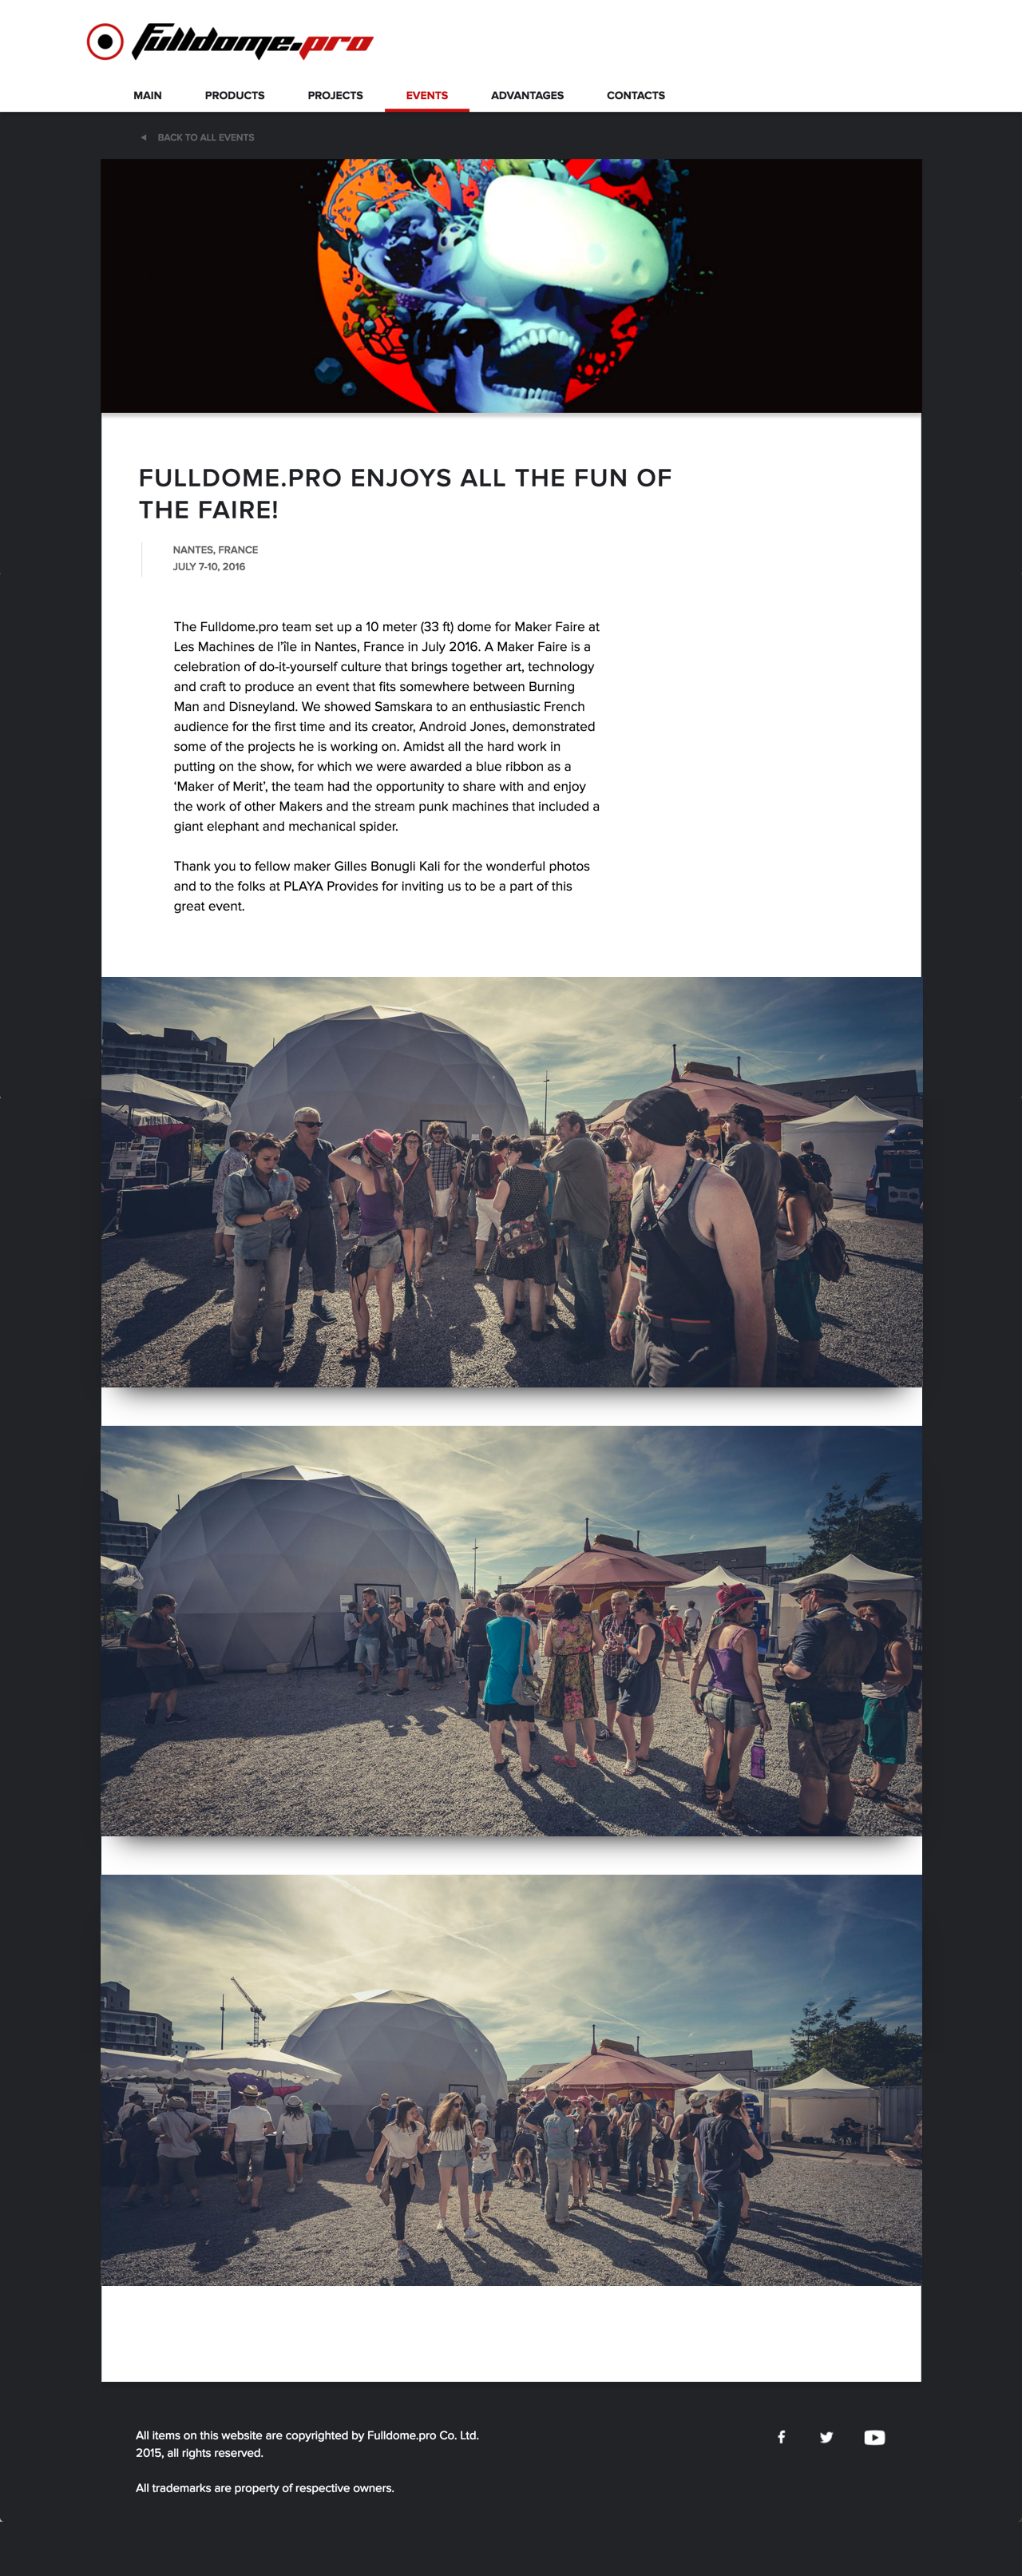 Fulldome.pro
MAIN PRODUCTS PROJECTS EVENTS ADVANTAGES CONTACTS
BACK TO ALL EVENTS
FULLDOME.PRO ENJOYS ALL THE FUN OF
THE FAIRE!
NANTES, FRANCE
JULY 7-10, 2016
The Fulldome.pro team set up a 10 meter (33 ft) dome for Maker Faire at
Les Machines de l’île in Nantes, France in July 2016. A Maker Faire is a
celebration of do-it-yourself culture that brings together art, technology
and craft to produce an event that fits somewhere between Burning
Man and Disneyland. We showed Samskara to an enthusiastic French
audience for the first time and its creator, Android Jones, demonstrated
some of the projects he is working on. Amidst all the hard work in
putting on the show, for which we were awarded a blue ribbon as a
‘Maker of Merit’, the team had the opportunity to share with and enjoy
the work of other Makers and the stream punk machines that included a
giant elephant and mechanical spider.
Thank you to fellow maker Gilles Bonugli Kali for the wonderful photos
and to the folks at PLAYA Provides for inviting us to be a part of this
great event.
All items on this website are copyrighted by Fulldome.pro Co. Ltd.
2015, all rights reserved.
All trademarks are property of respective owners.